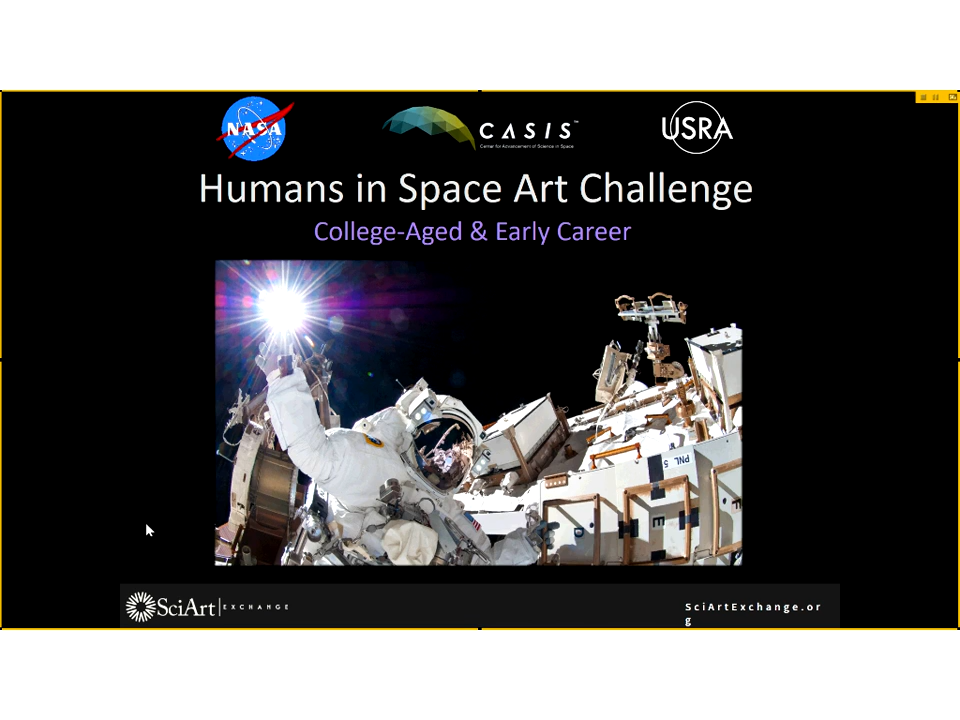 NASA
CASIS™
Center for Advancement of Science in Space
USRA
Humans in Space Art Challenge
College-Aged & Early Career
PNL 5
SciArt EXCHANGE
SciArtExchange.or
g